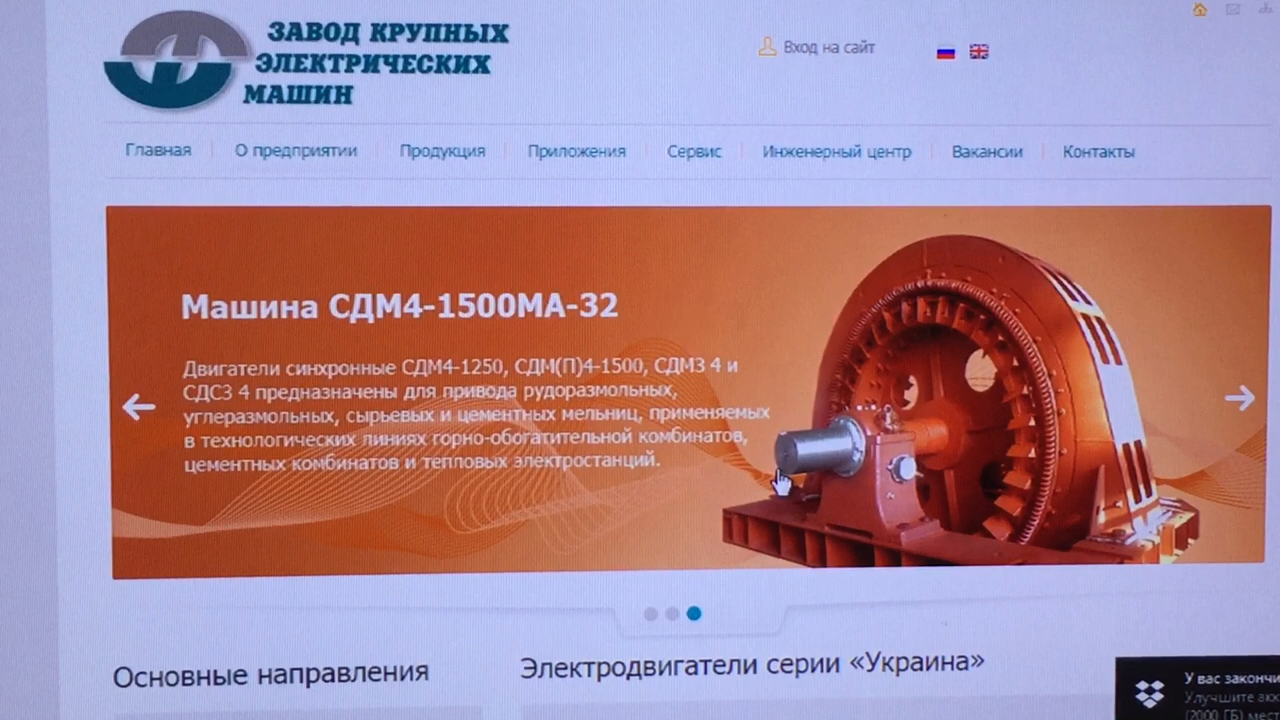 ЗАВОД КРУПНЫХ
ЭЛЕКТРИЧЕСКИХ
МАШИН
Вход на сайт
Главная
О предприятии
Продукция
Приложения
Сервис
Инженерный центр
Вакансии
Контакты
Машина СДМ4-1500МА-32
Двигатели синхронные СДМ4-1250, СДМ(П)4-1500, СДМЗ 4 и
СДСЗ 4 предназначены для привода рудоразмольных,
углеразмольных, сырьевых и цементных мельниц, применяемых
в технологических линиях горно-обогатительной комбинатов,
цементных комбинатов и тепловых электростанций.
Основные направления
Электродвигатели серии «Украина»
У вас закончи
Улучшите акк
(2000 ГБ) мест